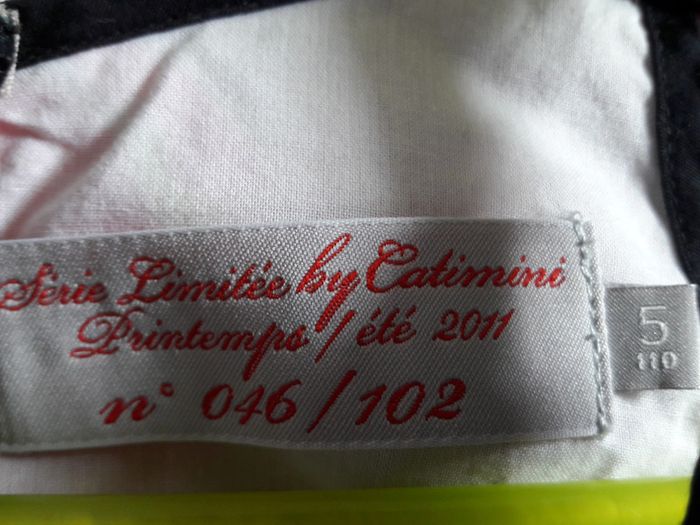 Série Limitée by Catimini
Printemps / été 2011
n° 046 / 102
5
110